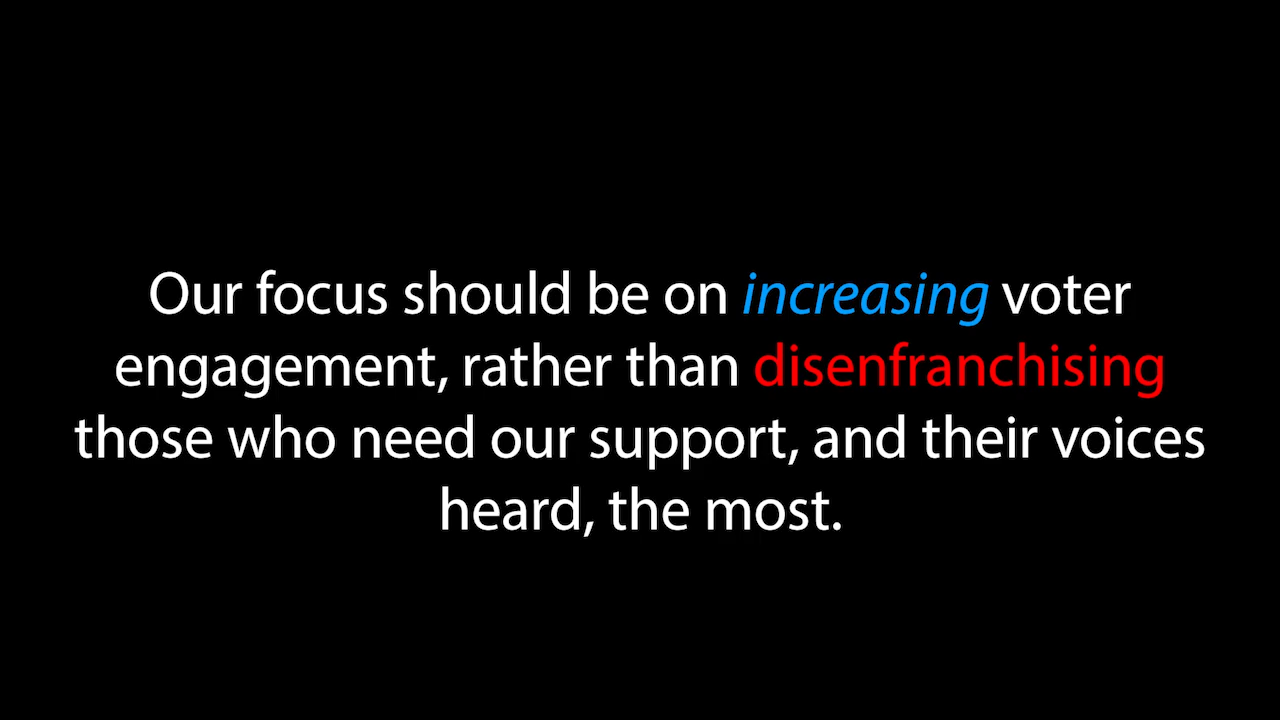 Our focus should be on increasing voter
engagement, rather than disenfranchising
those who need our support, and their voices
heard, the most.